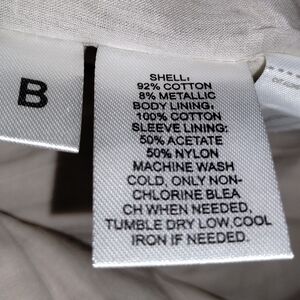 B
SHELL:
92% COTTON
8% METALLIC
BODY LINING:
100% COTTON
SLEEVE LINING:
50% ACETATE
50% NYLON
MACHINE WASH
COLD, ONLY NON-
CHLORINE BLEA
CH WHEN NEEDED.
TUMBLE DRY LOW COOL
IRON IF NEEDED.